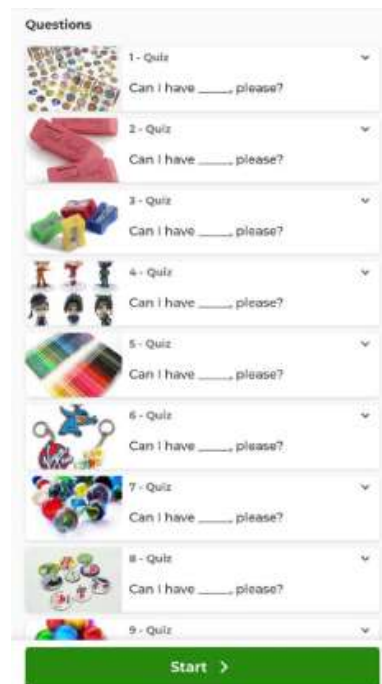 Questions
1 - Quiz
Can I have _____, please?
2 - Quiz
Can I have _____, please?
3 - Quiz
Can I have _____, please?
4 - Quiz
Can I have _____, please?
5 - Quiz
Can I have _____, please?
6 - Quiz
Can I have _____, please?
7 - Quiz
Can I have _____, please?
8 - Quiz
Can I have _____, please?
9 - Quiz
Start >